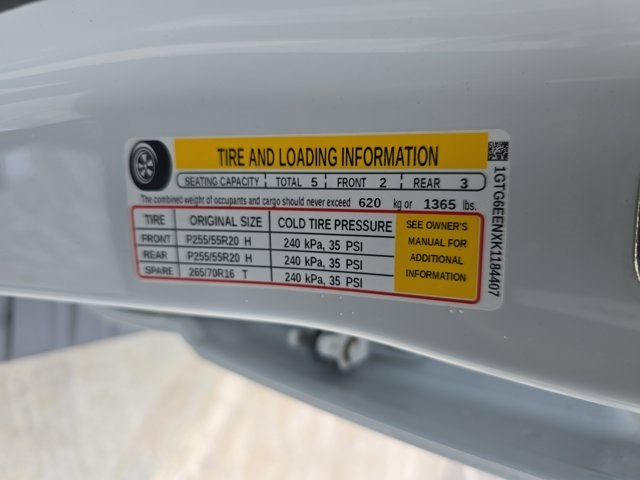 TIRE AND LOADING INFORMATION
SEATING CAPACITY TOTAL 5 FRONT 2 REAR 3
The combined weight of occupants and cargo should never exceed 620 kg or 1365 lbs.
TIRE ORIGINAL SIZE COLD TIRE PRESSURE
FRONT P255/55R20 H 240 kPa, 35 PSI
REAR P255/55R20 H 240 kPa, 35 PSI
SPARE 265/70R16 T 240 kPa, 35 PSI
SEE OWNER'S
MANUAL FOR
ADDITIONAL
INFORMATION
1GTG6EENXK1184407